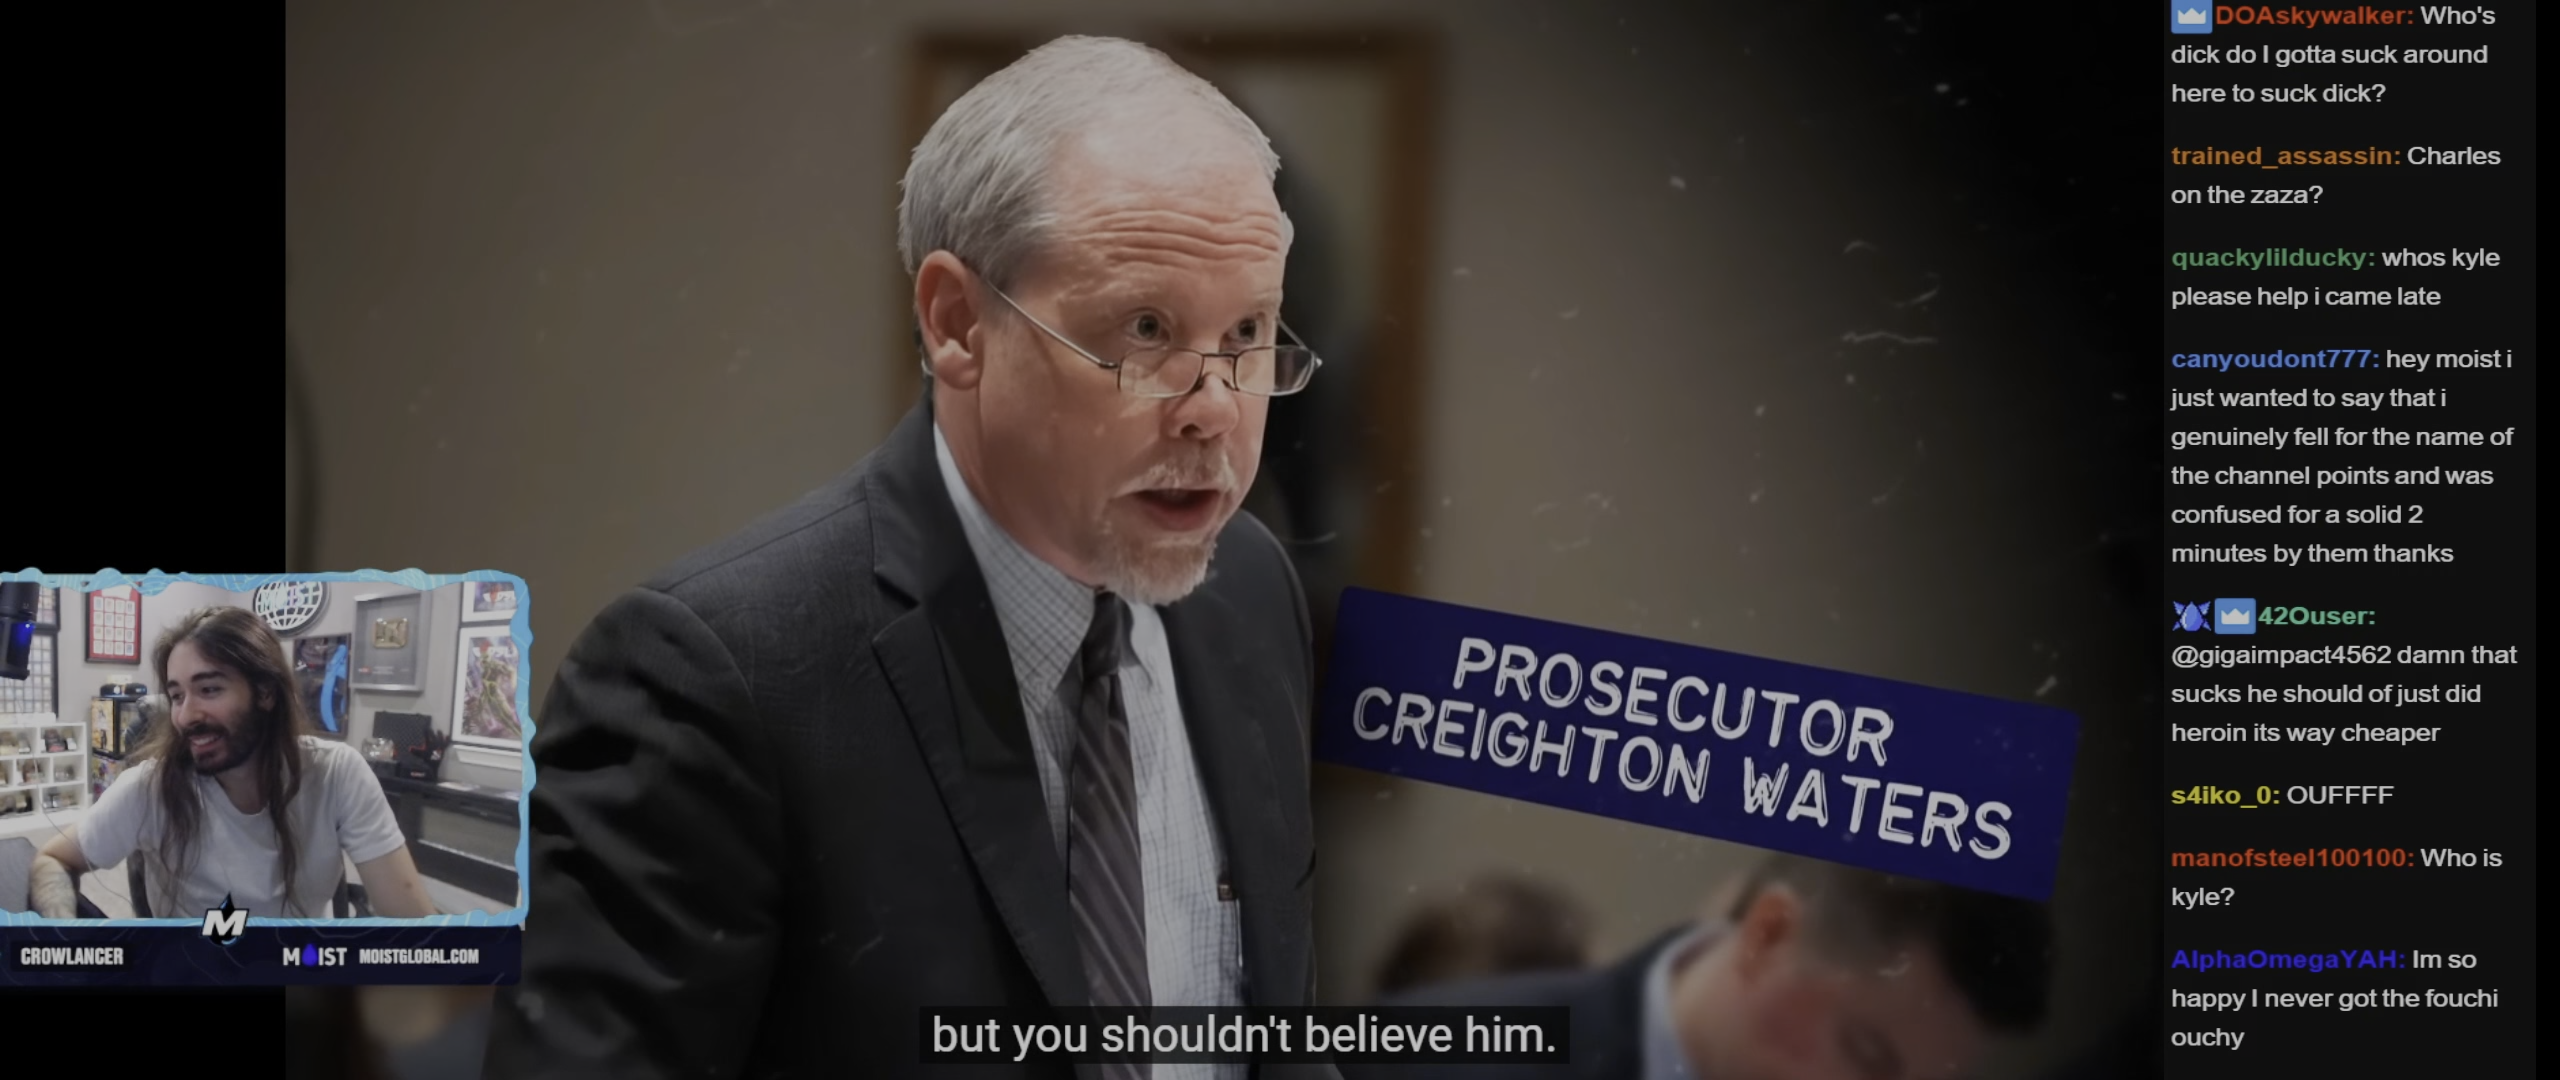 DOAskywalker: Who's
dick do I gotta suck around
here to suck dick?
trained_assassin: Charles
on the zaza?
quackylilducky: whos kyle
please help i came late
canyoudont777: hey moist i
just wanted to say that i
genuinely fell for the name of
the channel points and was
confused for a solid 2
minutes by them thanks
42Ouser:
@gigaimpact4562 damn that
sucks he should of just did
heroin its way cheaper
s4iko_0: OUFFFF
manofsteel100100: Who is
kyle?
AlphaOmegaYAH: Im so
happy I never got the fouchi
ouchy
PROSECUTOR
CREIGHTON WATERS
M
CROWLANCER
MOIST MOISTGLOBAL.COM
but you shouldn't believe him.